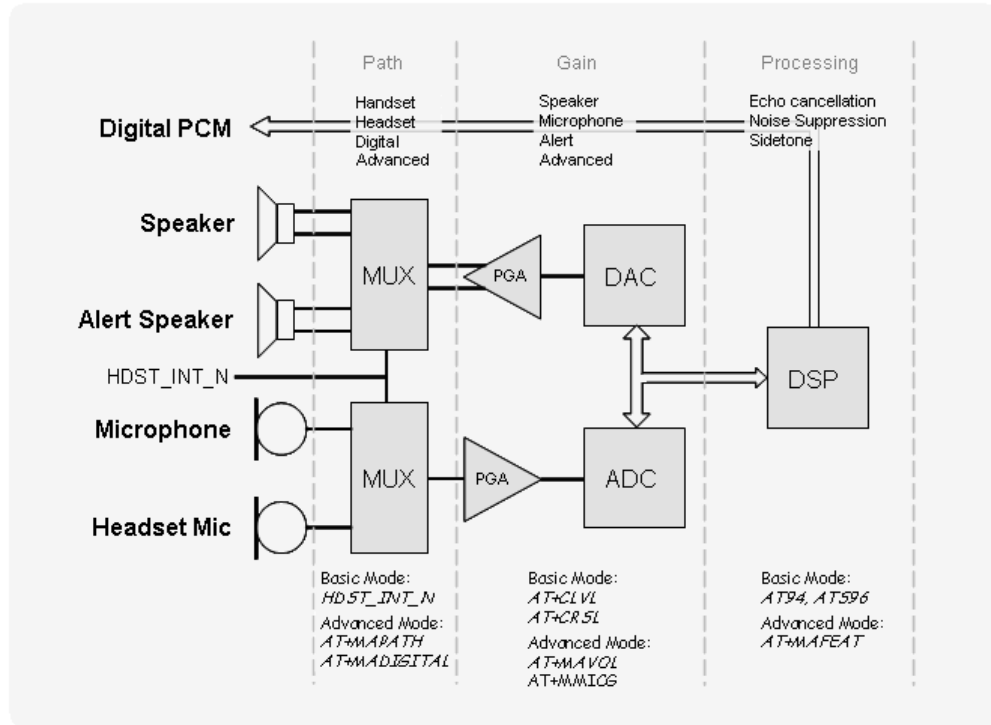 Path
Gain
Processing
Handset
Headset
Digital
Advanced
Speaker
Microphone
Alert
Advanced
Echo cancellation
Noise Suppression
Sidetone
Digital PCM
Speaker
MUX
PGA
DAC
Alert Speaker
HDST_INT_N
DSP
Microphone
MUX
PGA
ADC
Headset Mic
Basic Mode:
HDST_INT_N
Advanced Mode:
AT+MAPATH
AT+MADIGITAL
Basic Mode:
AT+CLVL
AT+CRSL
Advanced Mode:
AT+MAVOL
AT+MMICG
Basic Mode:
AT94, ATS96
Advanced Mode:
AT+MAFEAT